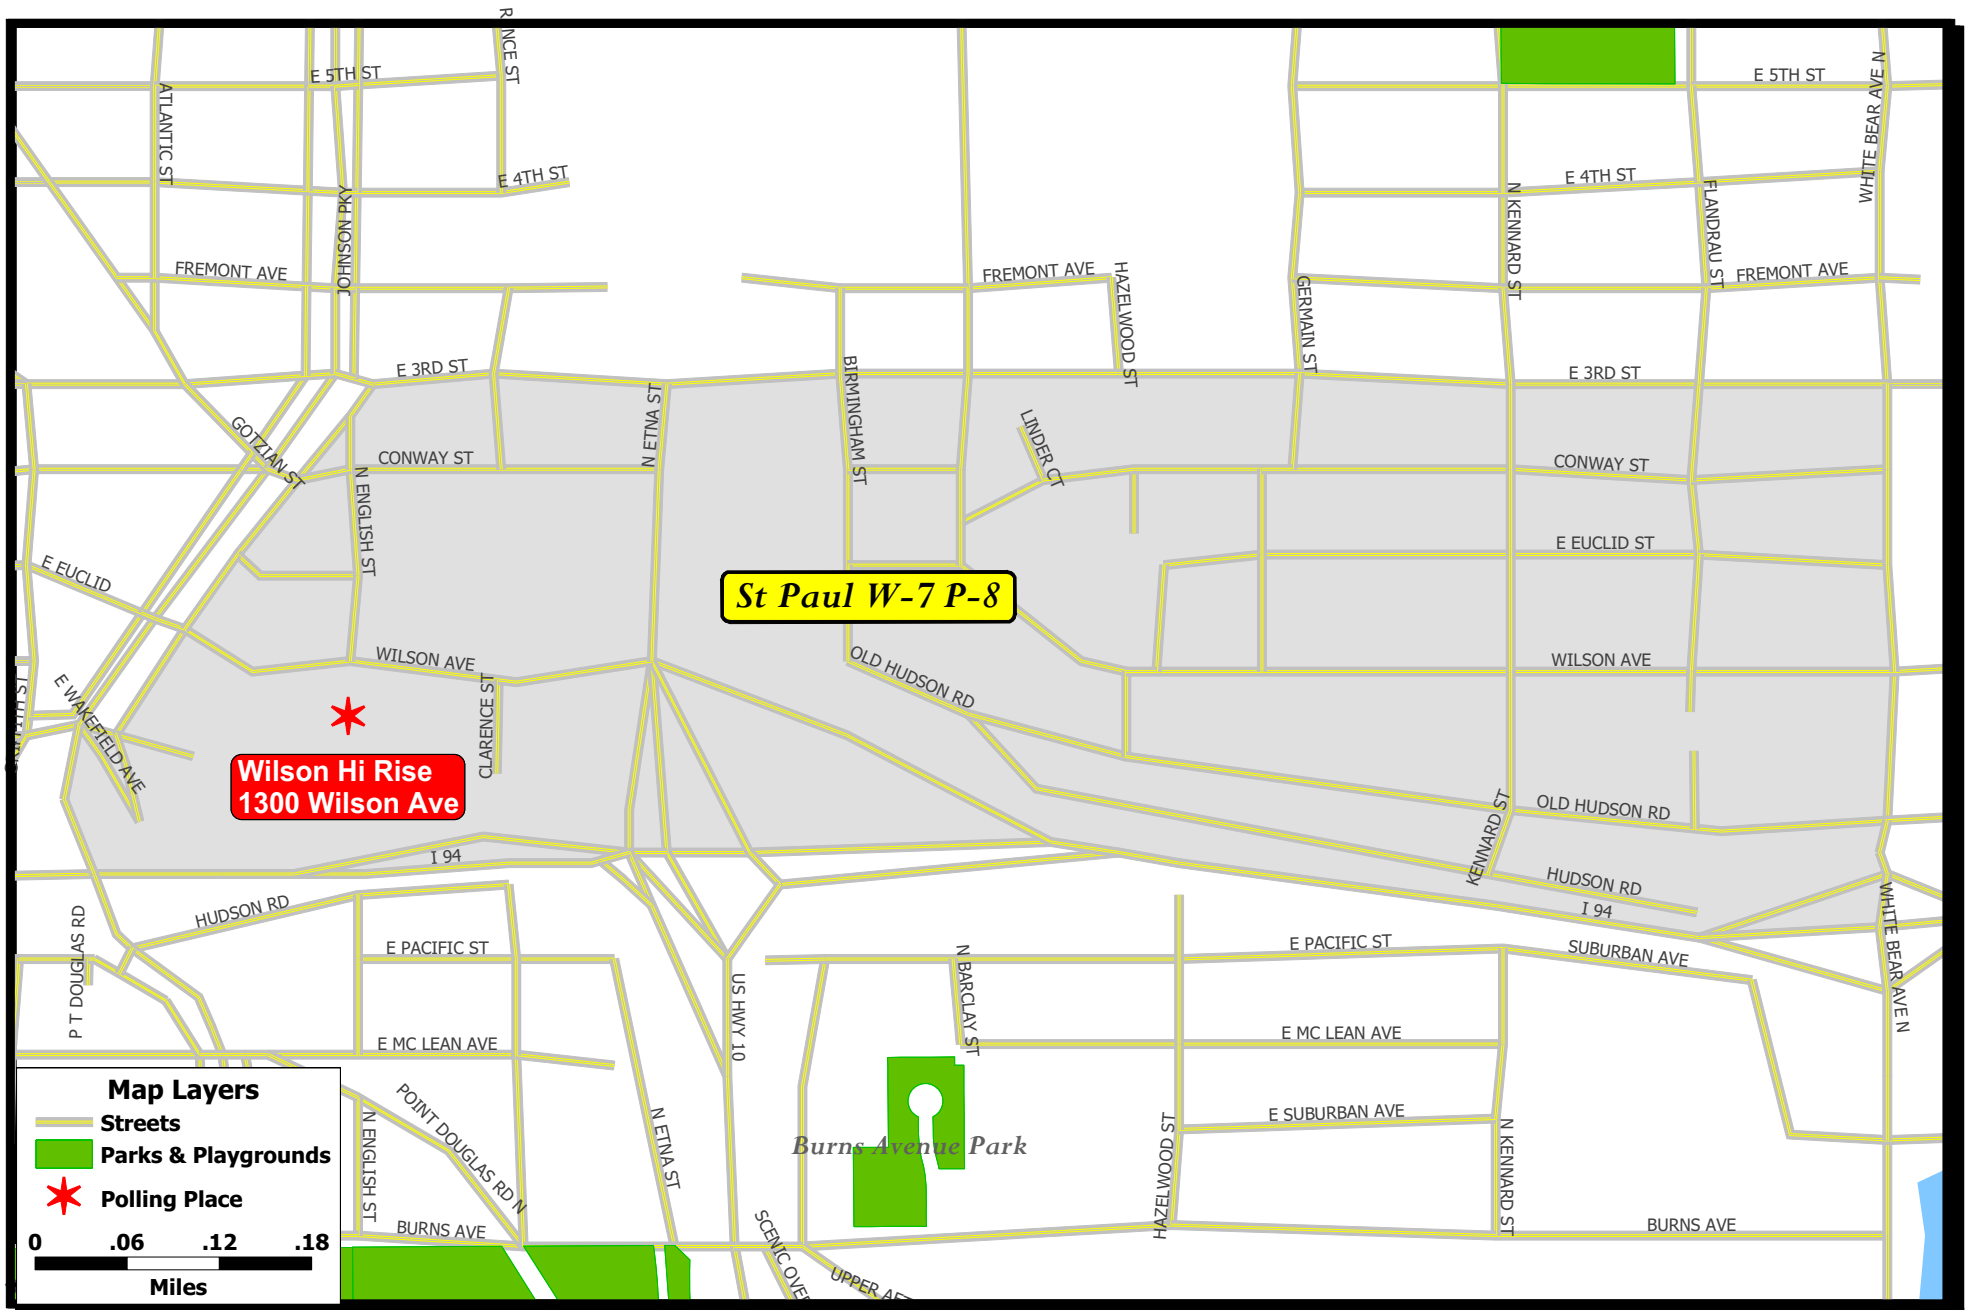 R
NCE ST
E 5TH ST
E 5TH ST
WHITE BEAR AVE N
ATLANTIC ST
E 4TH ST
E 4TH ST
JOHNSON PKY
N KENNARD ST
FLANDRAU ST
FREMONT AVE
FREMONT AVE
HAZELWOOD ST
GERMAIN ST
FREMONT AVE
E 3RD ST
E 3RD ST
N ETNA ST
BIRMINGHAM ST
LINDER CT
GOTZIAN ST
CONWAY ST
CONWAY ST
N ENGLISH ST
E EUCLID
E EUCLID ST
St Paul W-7 P-8
WILSON AVE
WILSON AVE
OLD HUDSON RD
E WAKEFIELD AVE
CLARENCE ST
Wilson Hi Rise
1300 Wilson Ave
OLD HUDSON RD
KENNARD ST
I 94
HUDSON RD
I 94
HUDSON RD
WHITE BEAR AVE N
P T DOUGLAS RD
E PACIFIC ST
E PACIFIC ST
SUBURBAN AVE
N BARCLAY ST
US HWY 10
E MC LEAN AVE
E MC LEAN AVE
POINT DOUGLAS RD N
N ENGLISH ST
N ETNA ST
E SUBURBAN AVE
HAZELWOOD ST
N KENNARD ST
Burns Avenue Park
BURNS AVE
BURNS AVE
SCENIC OVE
UPPER AFT
Map Layers
Streets
Parks & Playgrounds
Polling Place
0 .06 .12 .18
Miles